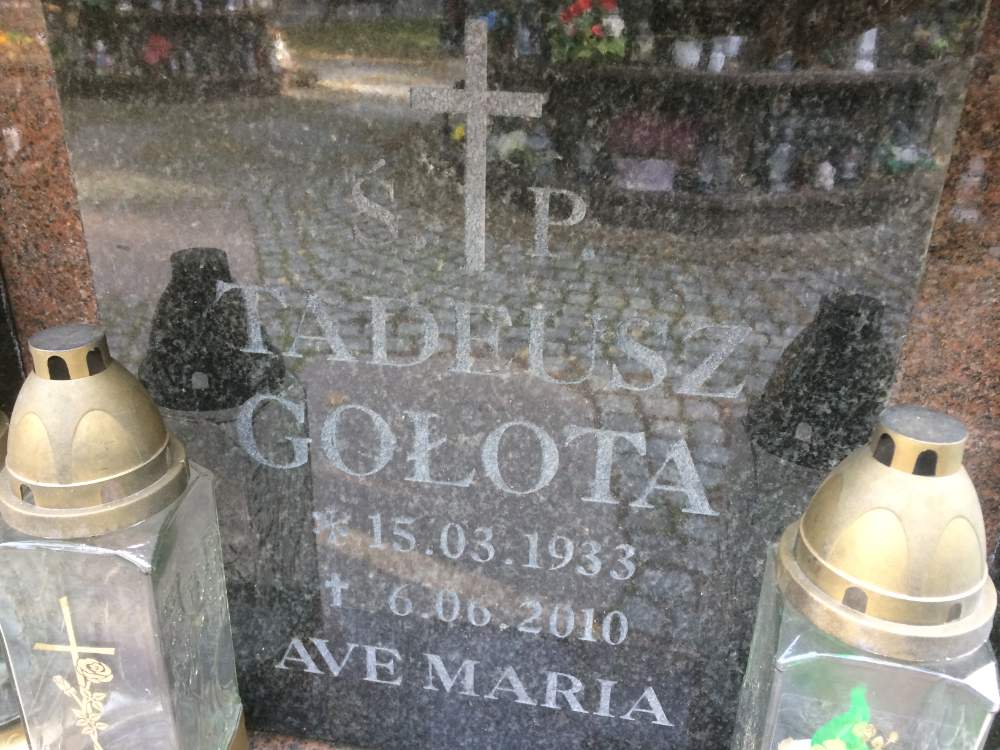 Ś. P.
TADEUSZ
GOŁOTA
* 15.03.1933
† 6.06.2010
AVE MARIA